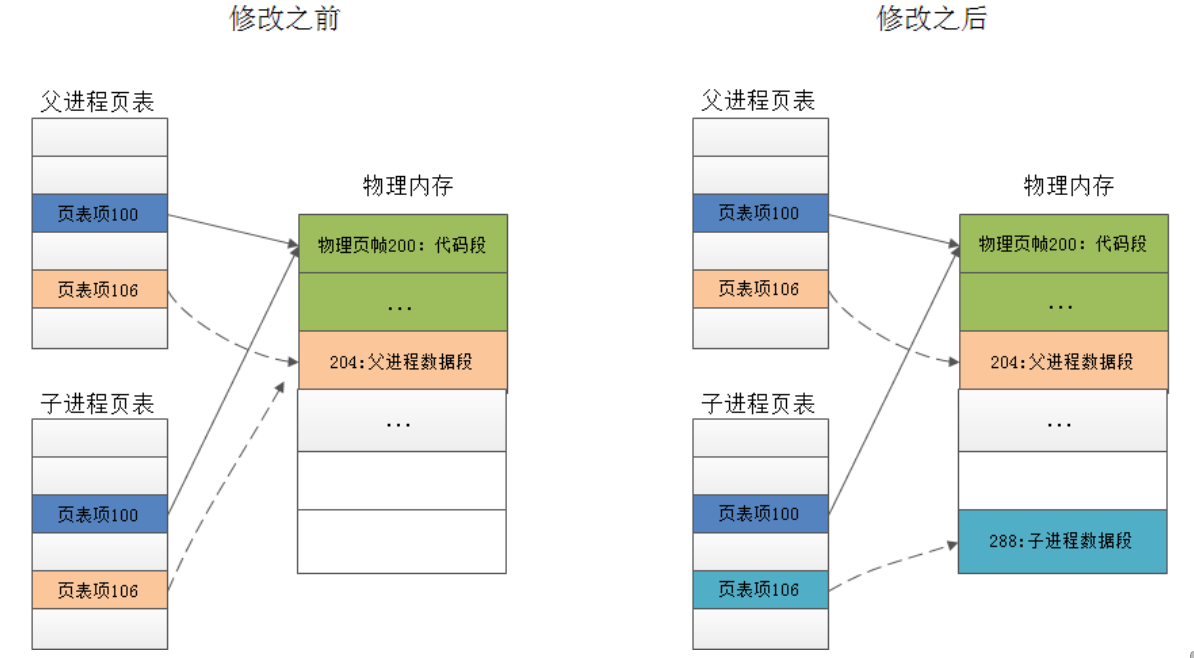 修改之前
修改之后
父进程页表
页表项100
页表项106
物理内存
物理页帧200：代码段
...
204:父进程数据段
...
子进程页表
页表项100
页表项106
父进程页表
页表项100
页表项106
物理内存
物理页帧200：代码段
...
204:父进程数据段
...
288:子进程数据段
子进程页表
页表项100
页表项106